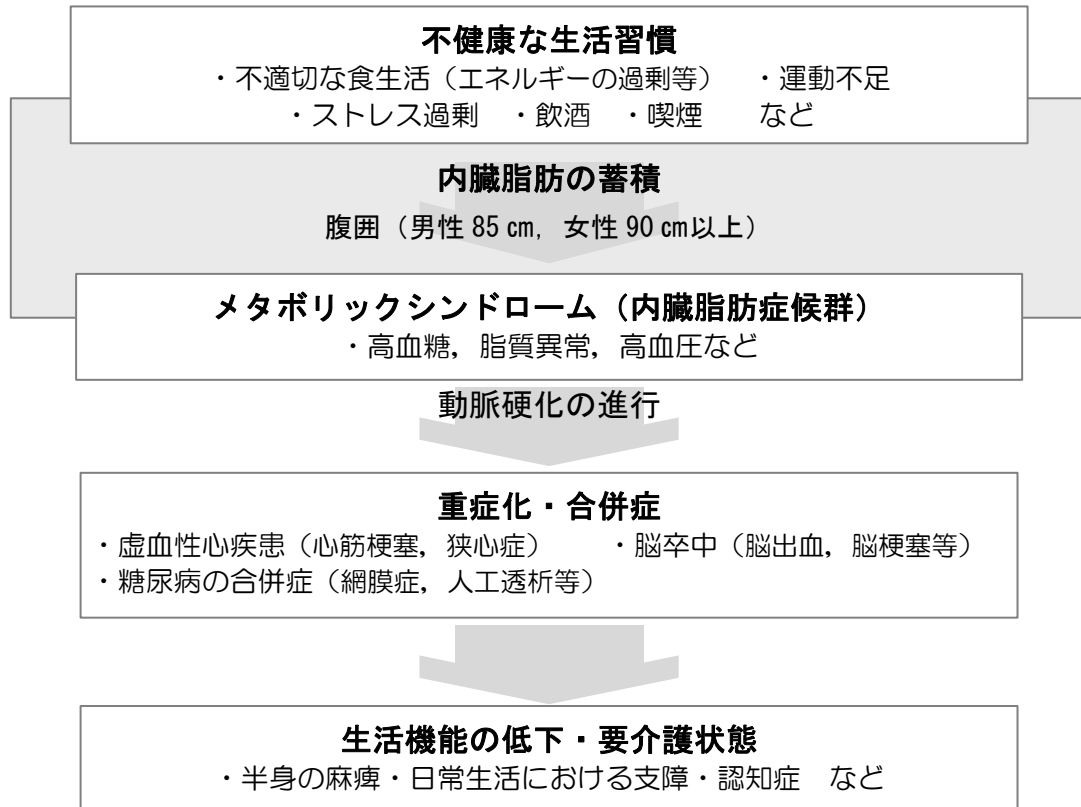 不健康な生活習慣
・不適切な食生活（エネルギーの過剰等）　・運動不足
・ストレス過剰　・飲酒　・喫煙　　など
内臓脂肪の蓄積
腹囲（男性 85 ㎝，女性 90 ㎝以上）
メタボリックシンドローム（内臓脂肪症候群）
・高血糖，脂質異常，高血圧など
動脈硬化の進行
重症化・合併症
・虚血性心疾患（心筋梗塞，狭心症）　　・脳卒中（脳出血，脳梗塞等）
・糖尿病の合併症（網膜症，人工透析等）
生活機能の低下・要介護状態
・半身の麻痺・日常生活における支障・認知症　など